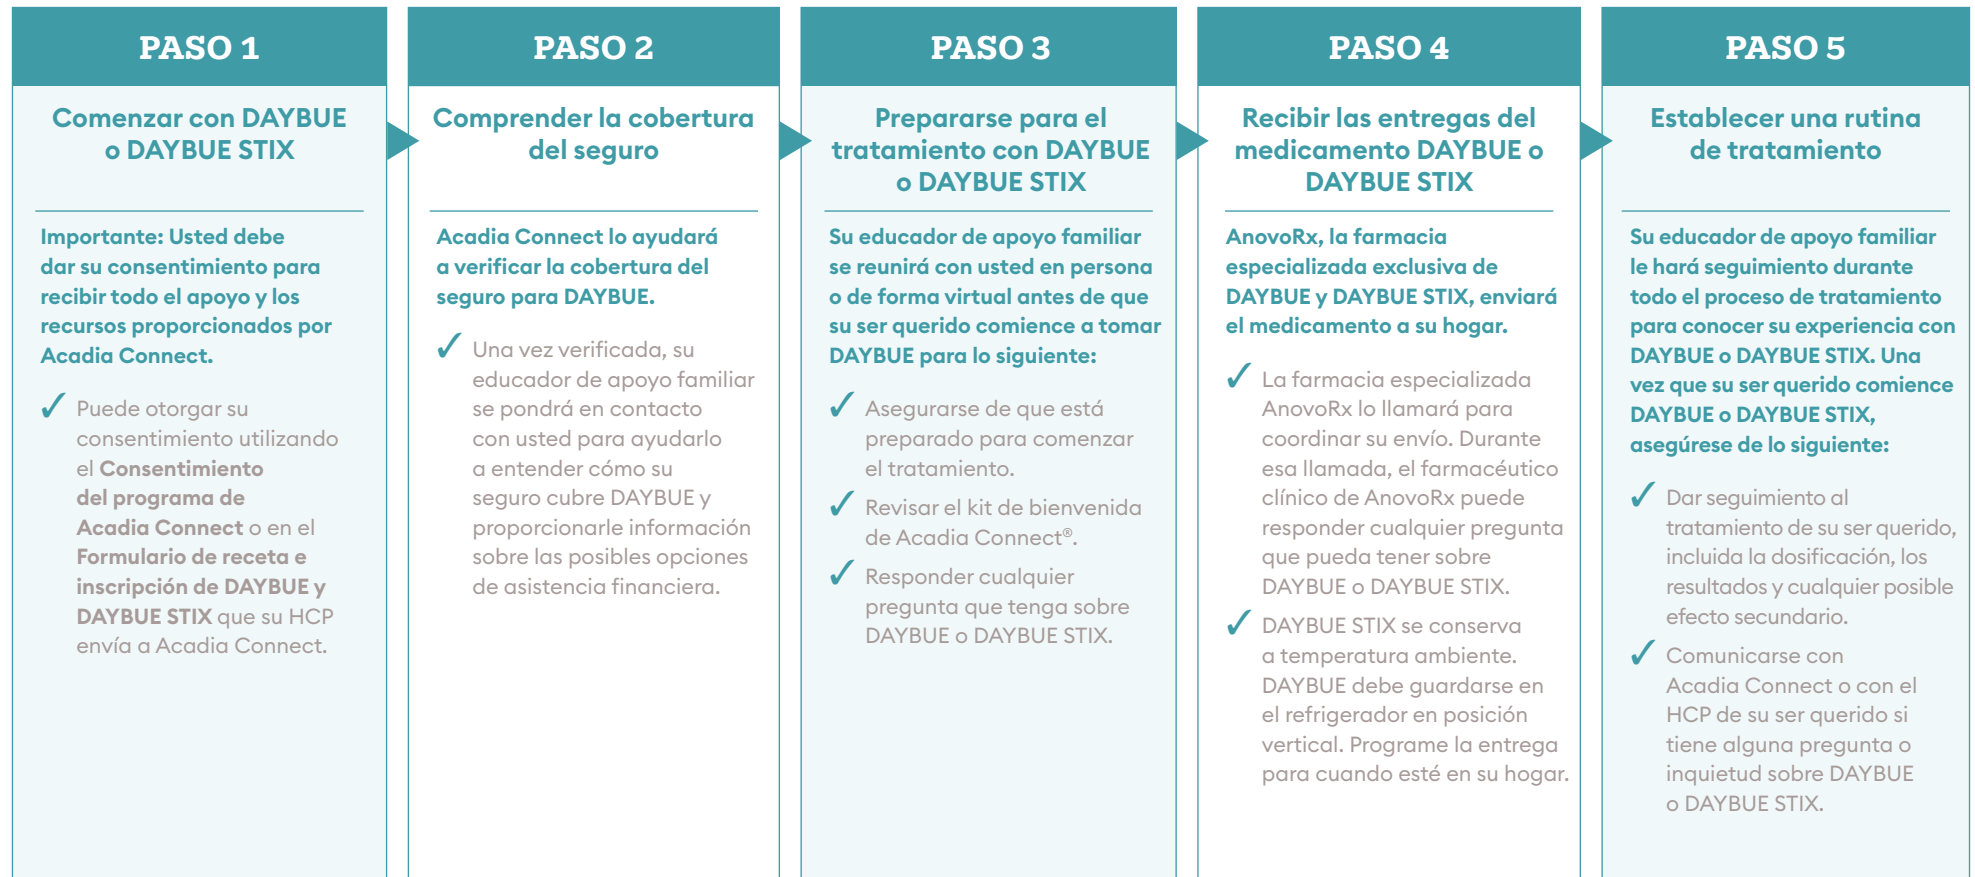 PASO 1
Comenzar con DAYBUE
o DAYBUE STIX
Importante: Usted debe
dar su consentimiento para
recibir todo el apoyo y los
recursos proporcionados por
Acadia Connect.
✓ Puede otorgar su
consentimiento utilizando
el Consentimiento
del programa de
Acadia Connect o en el
Formulario de receta e
inscripción de DAYBUE y
DAYBUE STIX que su HCP
envía a Acadia Connect.
PASO 2
Comprender la cobertura
del seguro
Acadia Connect lo ayudará
a verificar la cobertura del
seguro para DAYBUE.
✓ Una vez verificada, su
educador de apoyo familiar
se pondrá en contacto
con usted para ayudarlo
a entender cómo su
seguro cubre DAYBUE y
proporcionarle información
sobre las posibles opciones
de asistencia financiera.
PASO 3
Prepararse para el
tratamiento con DAYBUE
o DAYBUE STIX
Su educador de apoyo familiar
se reunirá con usted en persona
o de forma virtual antes de que
su ser querido comience a tomar
DAYBUE para lo siguiente:
✓ Asegurarse de que está
preparado para comenzar
el tratamiento.
✓ Revisar el kit de bienvenida
de Acadia Connect®.
✓ Responder cualquier
pregunta que tenga sobre
DAYBUE o DAYBUE STIX.
PASO 4
Recibir las entregas del
medicamento DAYBUE o
DAYBUE STIX
AnovoRx, la farmacia
especializada exclusiva de
DAYBUE y DAYBUE STIX, enviará
el medicamento a su hogar.
✓ La farmacia especializada
AnovoRx lo llamará para
coordinar su envío. Durante
esa llamada, el farmacéutico
clínico de AnovoRx puede
responder cualquier pregunta
que pueda tener sobre
DAYBUE o DAYBUE STIX.
✓ DAYBUE STIX se conserva
a temperatura ambiente.
DAYBUE debe guardarse en
el refrigerador en posición
vertical. Programe la entrega
para cuando esté en su hogar.
PASO 5
Establecer una rutina
de tratamiento
Su educador de apoyo familiar
le hará seguimiento durante
todo el proceso de tratamiento
para conocer su experiencia con
DAYBUE o DAYBUE STIX. Una
vez que su ser querido comience
DAYBUE o DAYBUE STIX,
asegúrese de lo siguiente:
✓ Dar seguimiento al
tratamiento de su ser querido,
incluida la dosificación, los
resultados y cualquier posible
efecto secundario.
✓ Comunicarse con
Acadia Connect o con el
HCP de su ser querido si
tiene alguna pregunta o
inquietud sobre DAYBUE
o DAYBUE STIX.